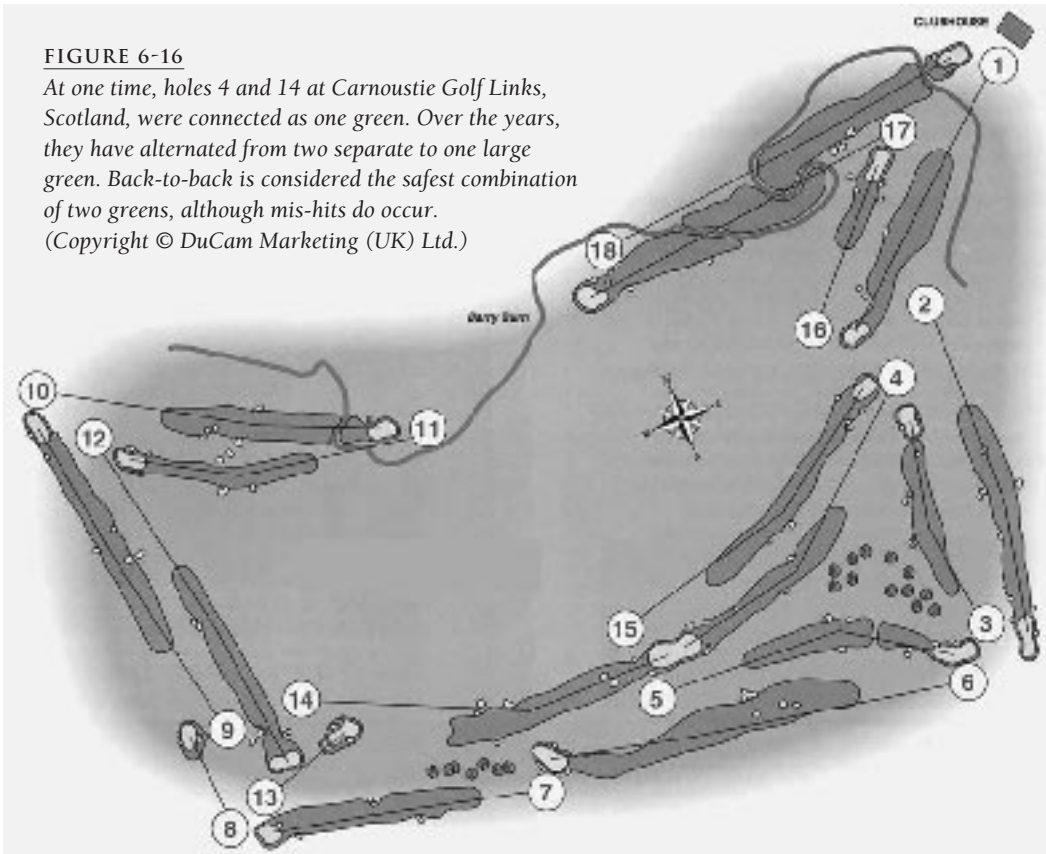 FIGURE 6-16
At one time, holes 4 and 14 at Carnoustie Golf Links,
Scotland, were connected as one green. Over the years,
they have alternated from two separate to one large
green. Back-to-back is considered the safest combination
of two greens, although mis-hits do occur.
(Copyright © DuCam Marketing (UK) Ltd.)
CLUBHOUSE
1
17
18
2
Barry Burn
16
4
10
11
12
15
3
14
5
6
9
13
7
8